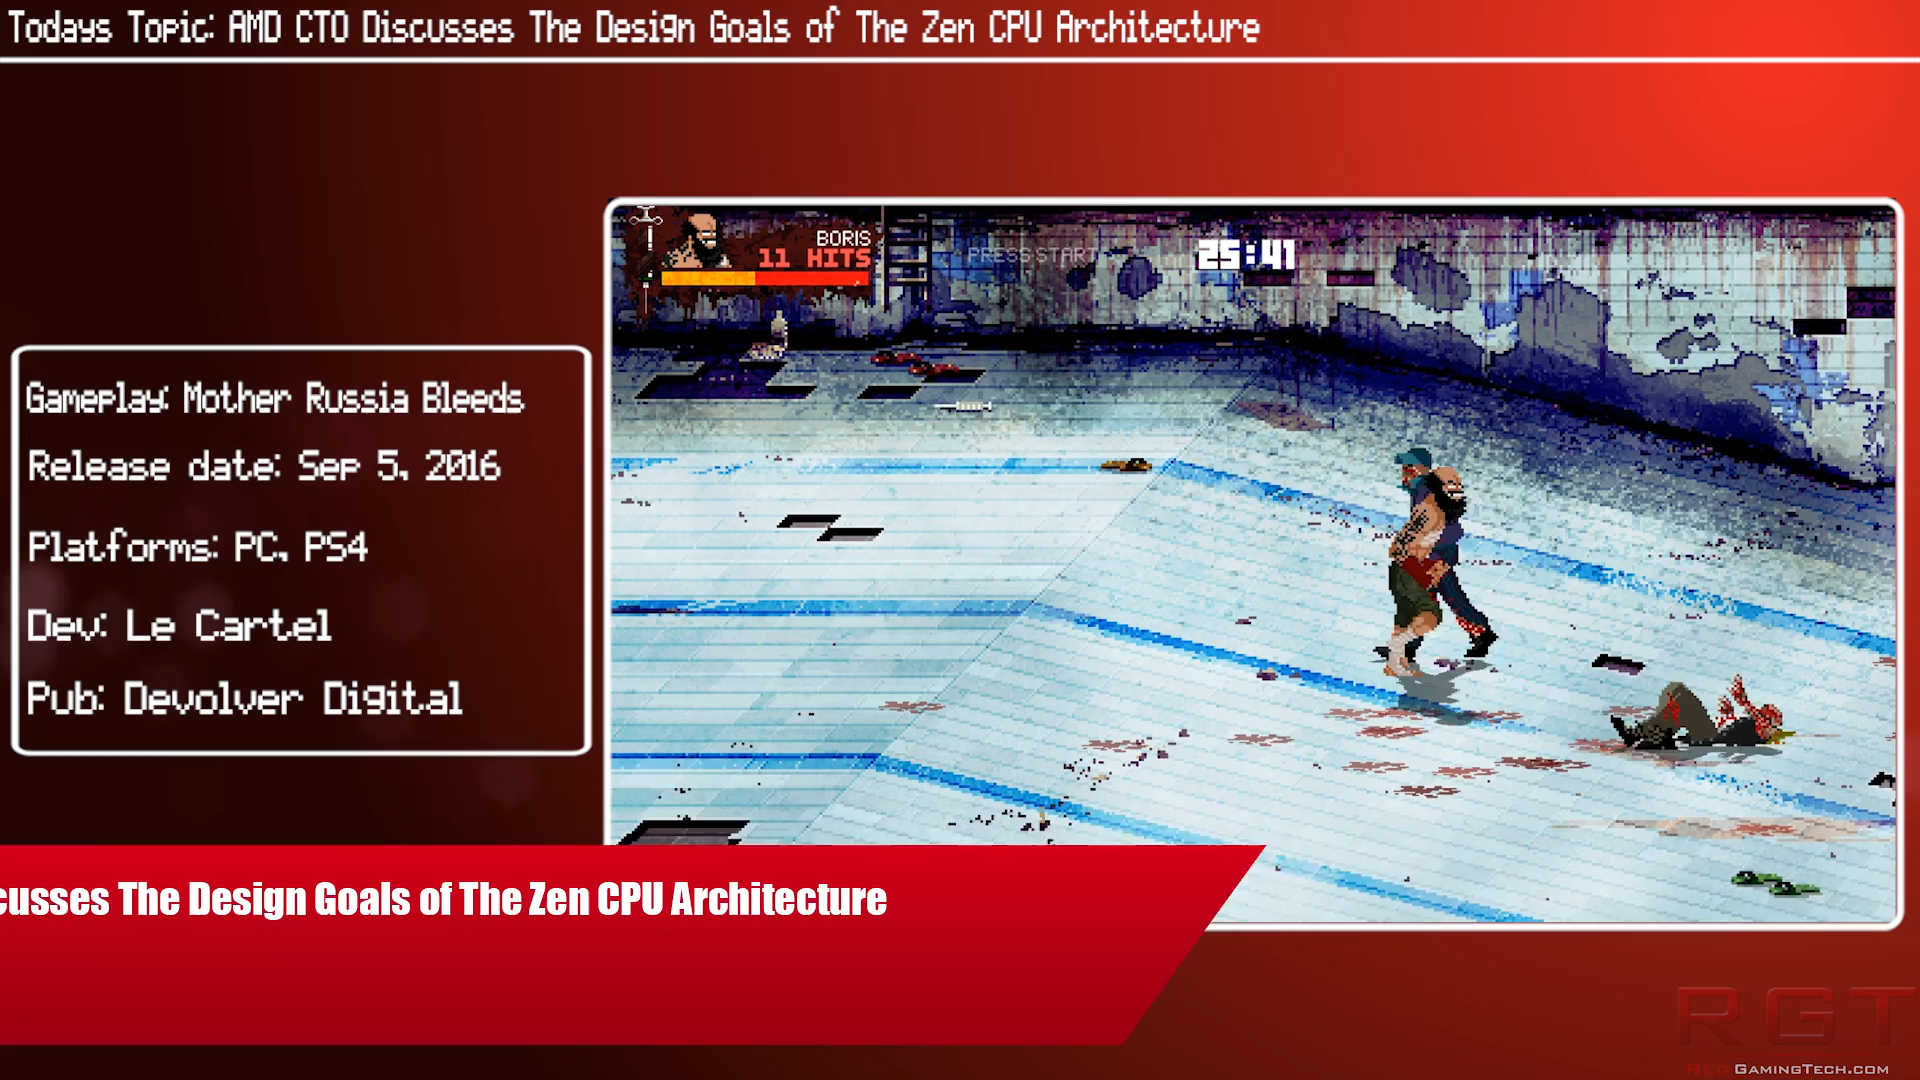 Todays Topic: AMD CTO Discusses The Design Goals of The Zen CPU Architecture
BORIS
11 HITS
PRESS START
25:41
Gameplay: Mother Russia Bleeds
Release date: Sep 5, 2016
Platforms: PC, PS4
Dev: Le Cartel
Pub: Devolver Digital
cusses The Design Goals of The Zen CPU Architecture
RGT
RedGamingTech.com